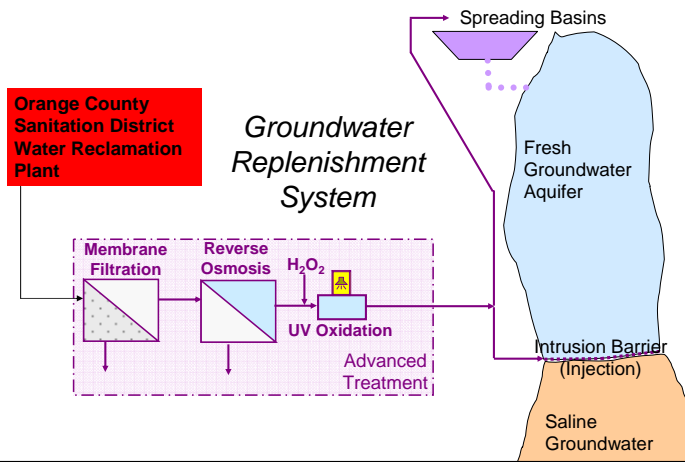 Spreading Basins
Orange County
Sanitation District
Water Reclamation
Plant
Groundwater
Replenishment
System
Fresh
Groundwater
Aquifer
Membrane
Filtration
Reverse
Osmosis
H₂O₂
UV Oxidation
Advanced
Treatment
Intrusion Barrier
(Injection)
Saline
Groundwater